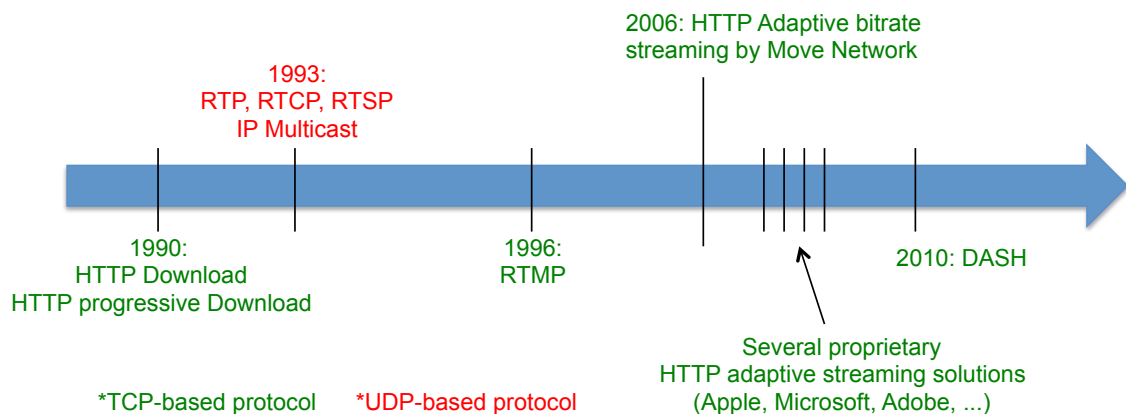 2006: HTTP Adaptive bitrate
streaming by Move Network
1993:
RTP, RTCP, RTSP
IP Multicast
1990:
HTTP Download
HTTP progressive Download
1996:
RTMP
2010: DASH
Several proprietary
HTTP adaptive streaming solutions
(Apple, Microsoft, Adobe, ...)
*TCP-based protocol
*UDP-based protocol